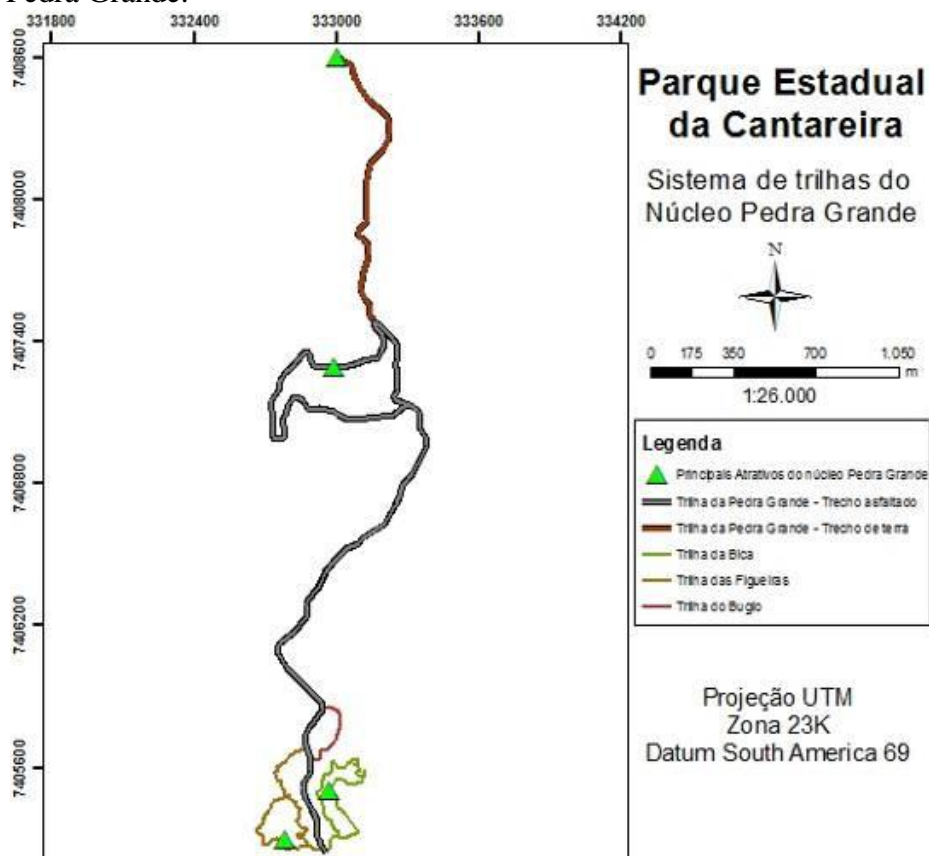 Pedra Grande.
331800 332400 333000 333600 334200
7408600
7408000
7407400
7406800
7406200
7405600
Parque Estadual
da Cantareira
Sistema de trilhas do
Núcleo Pedra Grande
N
0 175 350 700 1.050
m
1:26.000
Legenda
Principais Atrativos do núcleo Pedra Grande
Trilha da Pedra Grande - Trecho asfaltado
Trilha da Pedra Grande - Trecho de terra
Trilha da Bica
Trilha das Figueiras
Trilha do Bugio
Projeção UTM
Zona 23K
Datum South America 69